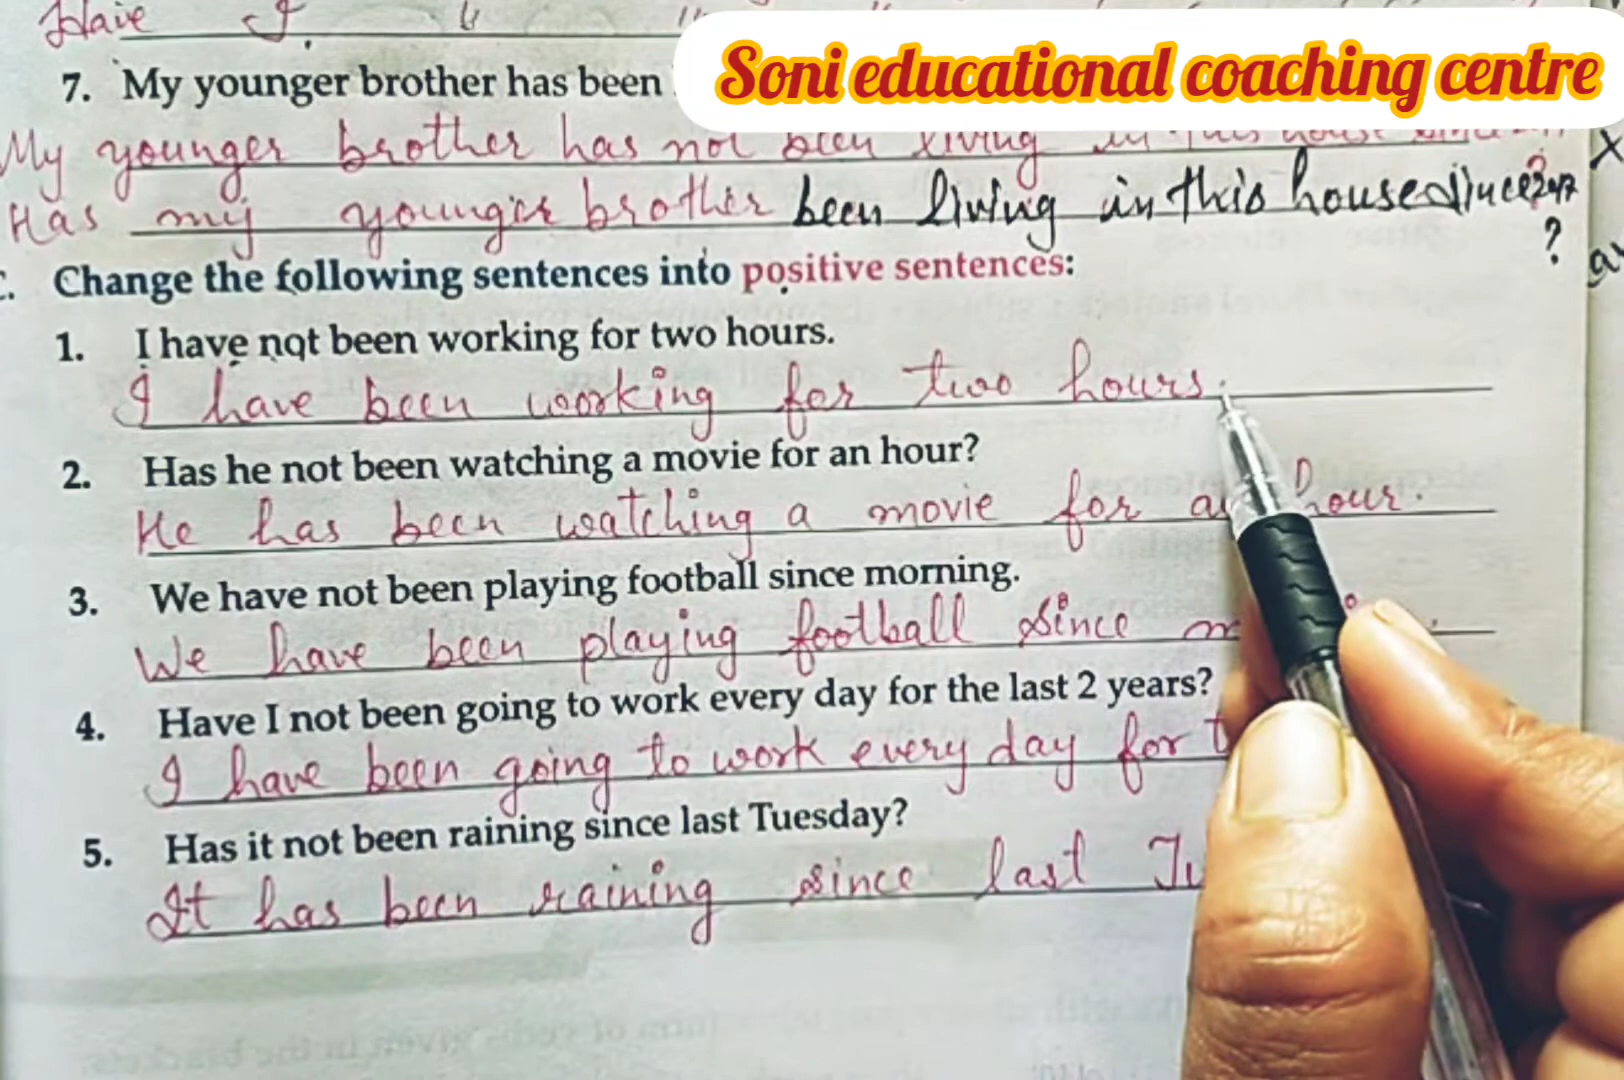 Have I
Soni educational coaching centre
7. My younger brother has been
My younger brother has not been living in this house
Has my younger brother been living in this house since 2017
?
Change the following sentences into positive sentences:
1. I have not been working for two hours.
I have been working for two hours.
2. Has he not been watching a movie for an hour?
He has been watching a movie for hour.
3. We have not been playing football since morning.
We have been playing football since
4. Have I not been going to work every day for the last 2 years?
I have been going to work every day for
5. Has it not been raining since last Tuesday?
It has been raining since last